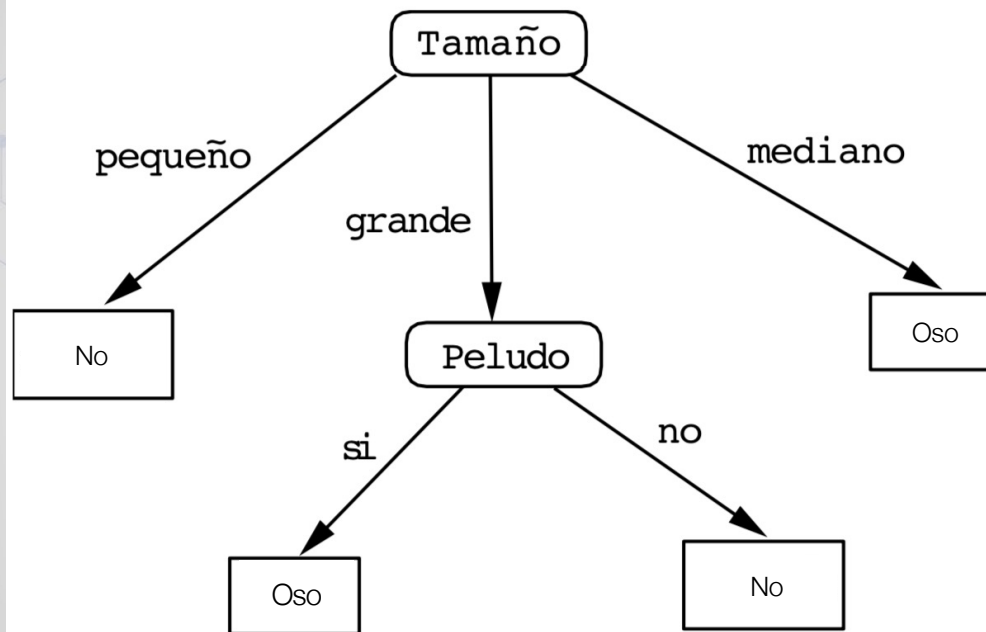 Tamaño
pequeño
mediano
grande
No
Oso
Peludo
si
no
Oso
No